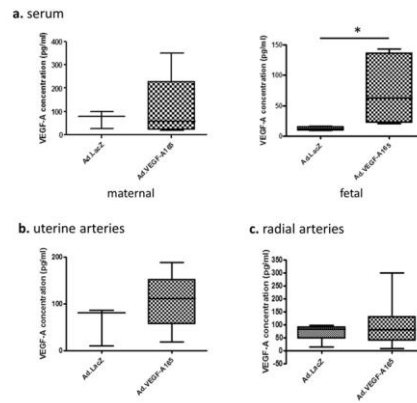 a. serum
VEGF-A concentration (pg/ml)
400
300
200
100
0
Ad.LacZ
Ad.VEGF-A165
maternal
VEGF-A concentration (pg/ml)
150
100
50
0
*
Ad.LacZ
Ad.VEGF-A165
fetal
b. uterine arteries
VEGF-A concentration (pg/ml)
200
100
0
Ad.LacZ
Ad.VEGF-A165
c. radial arteries
VEGF-A concentration (pg/ml)
350
300
250
200
150
100
50
0
-50
Ad.LacZ
Ad.VEGF-A165